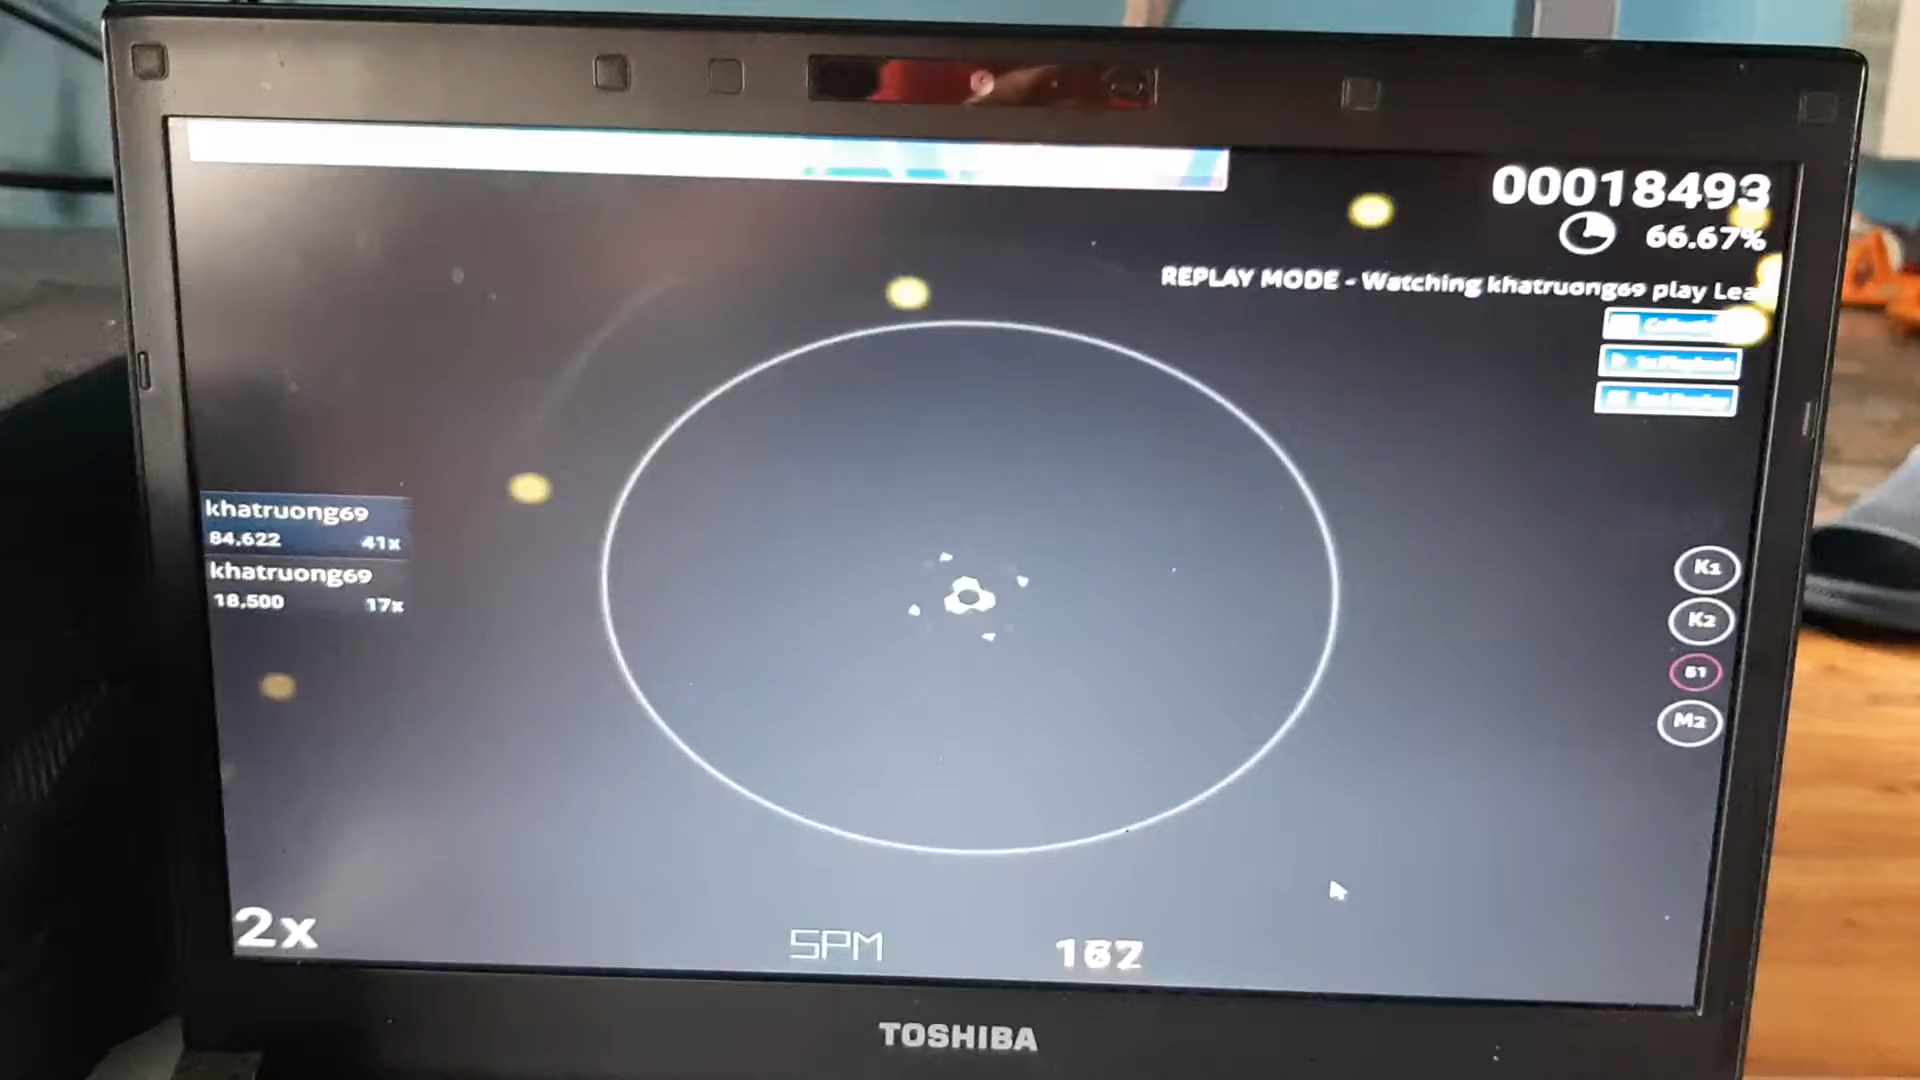 00018493
66.67%
REPLAY MODE - Watching khatruong69 play Lea
khatruong69
84,622 41x
khatruong69
18,500 17x
K1
K2
M2
2x
SPM
TOSHIBA